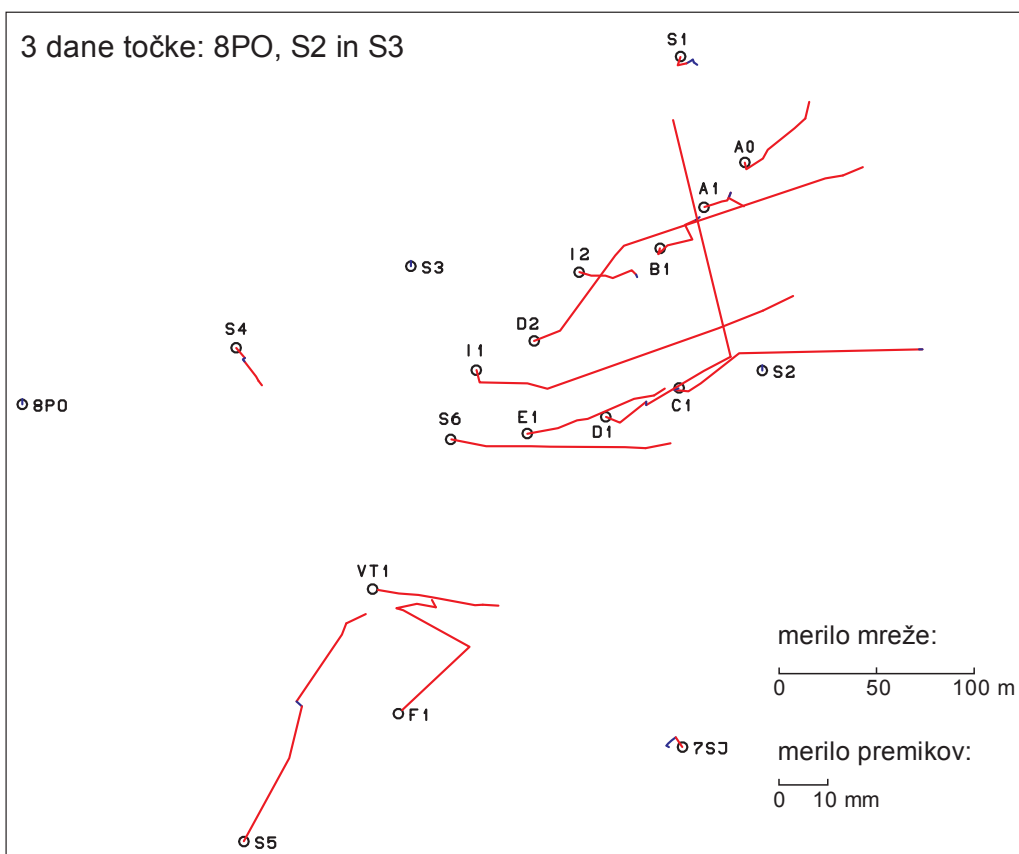 3 dane točke: 8PO, S2 in S3
S1
A0
A1
B1
I2
S3
D2
S4
I1
S2
8PO
C1
S6
E1
D1
VT1
F1
7SJ
S5
merilo mreže:
0 50 100 m
merilo premikov:
0 10 mm